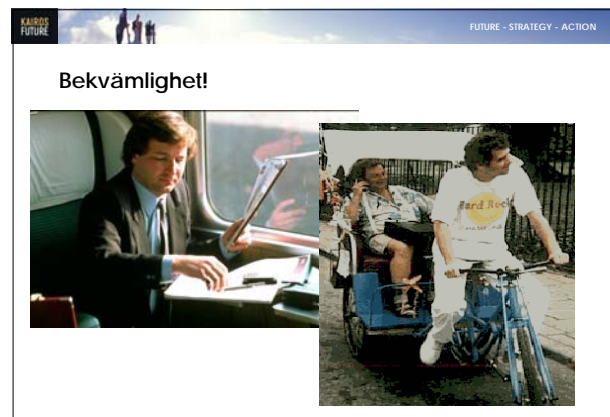 KAIROS
FUTURE
FUTURE - STRATEGY - ACTION
Bekvämlighet!
Hard Rock